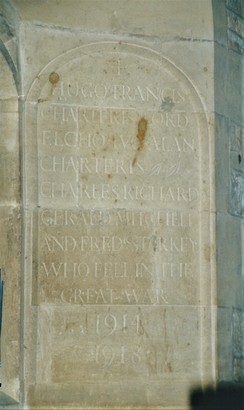 HUGO FRANCIS
CHARTERIS LORD
ELCHO YVO ALAN
CHARTERIS also
CHARLES RICHARD
GERALD MITCHELL
AND FRED
WHO FELL IN THE
GREAT WAR
1914
1918